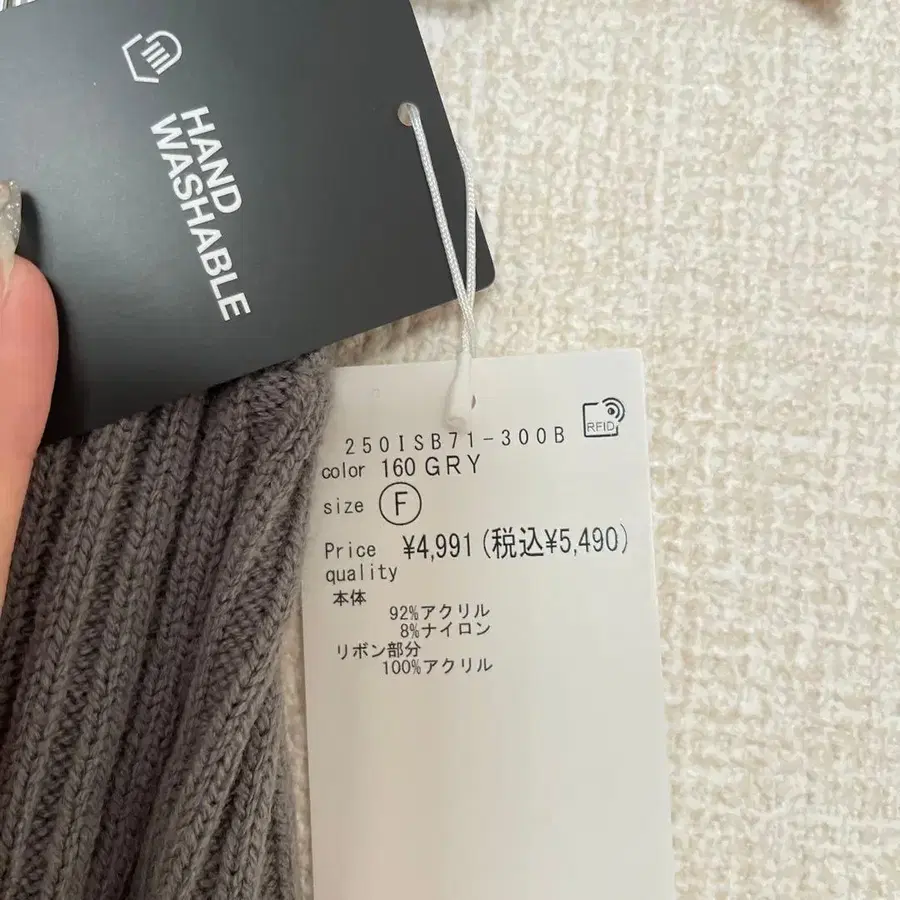 HAND
WASHABLE
250ISB71-300B
RFID
color 160 GRY
size F
Price ¥4,991(税込¥5,490)
quality
本体
92%アクリル
8%ナイロン
リボン部分
100%アクリル